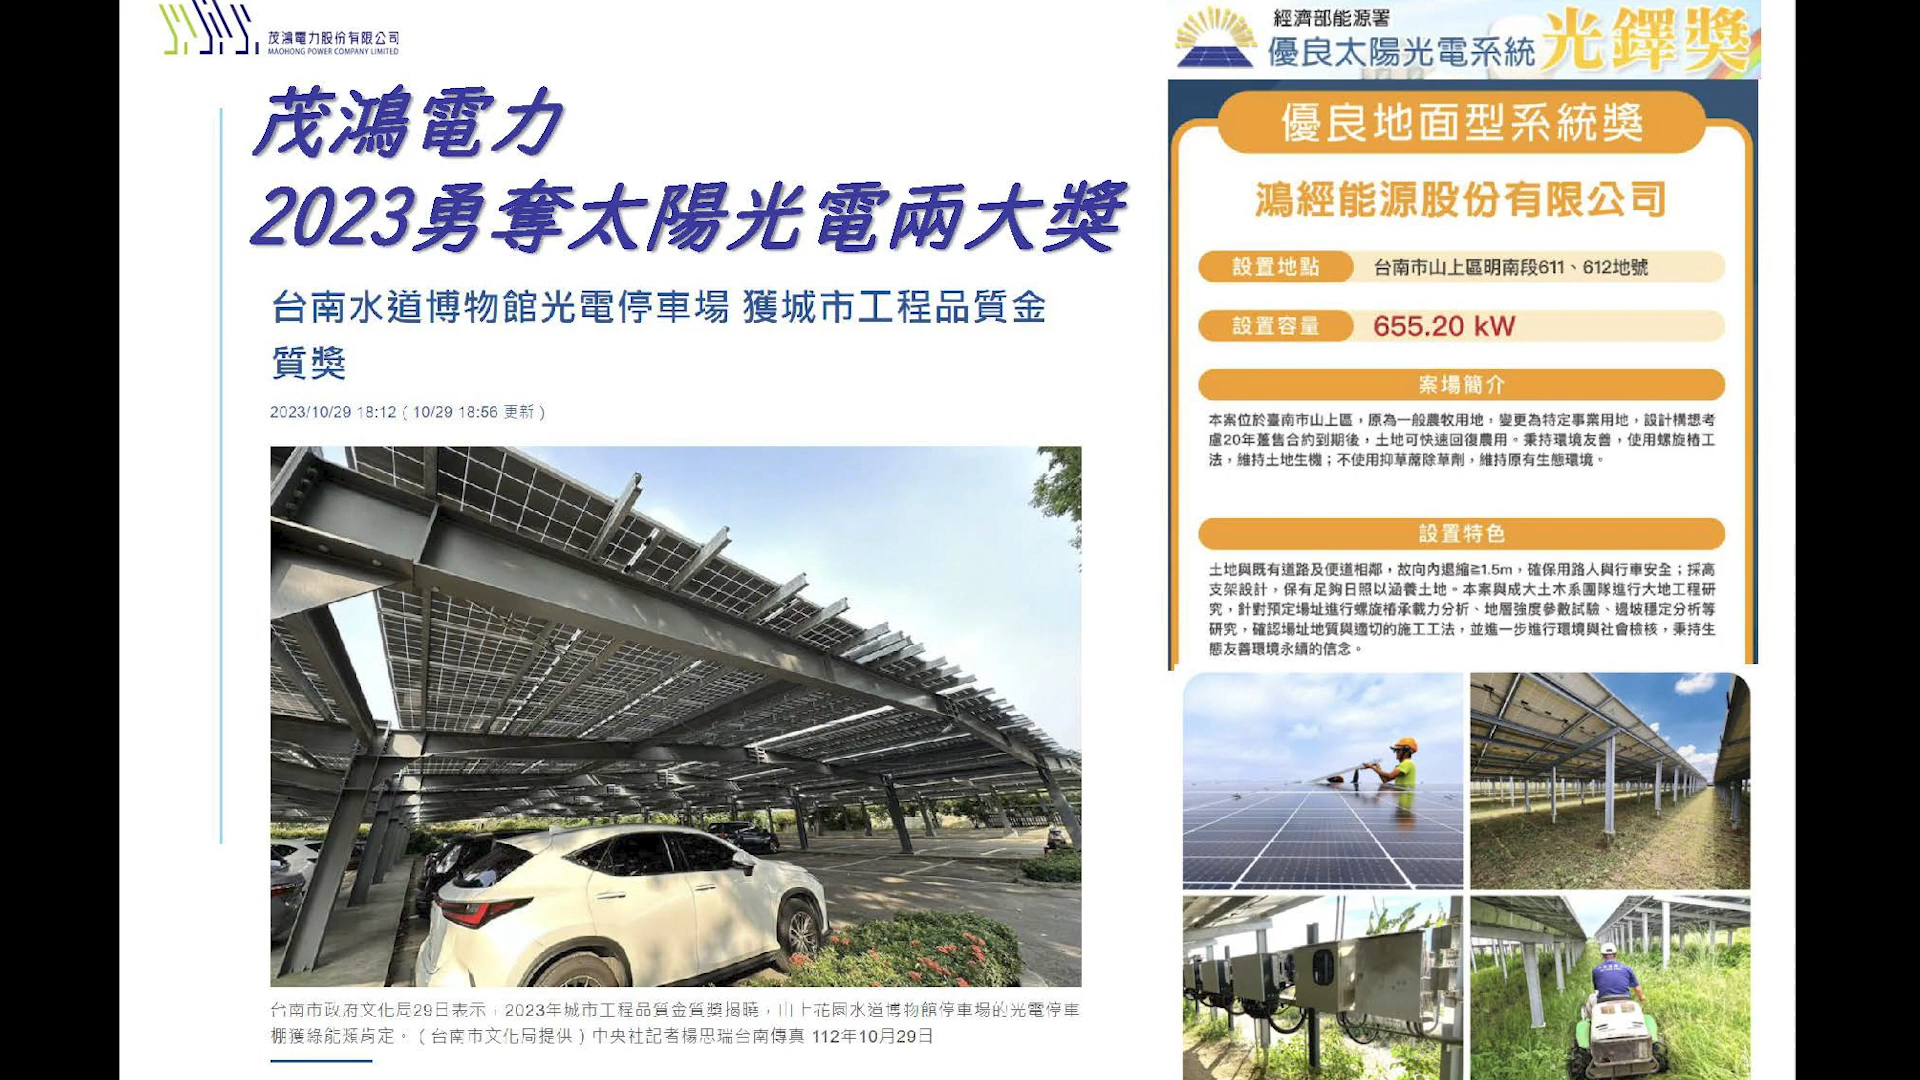 茂鴻電力股份有限公司
MAOHONG POWER COMPANY LIMITED
茂鴻電力
2023勇奪太陽光電兩大獎
台南水道博物館光電停車場 獲城市工程品質金
質獎
2023/10/29 18:12（10/29 18:56 更新）
台南市政府文化局29日表示，2023年城市工程品質金質獎揭曉，山上花園水道博物館停車場的光電停車
棚獲綠能類肯定。（台南市文化局提供）中央社記者楊思瑞台南傳真 112年10月29日
經濟部能源署
優良太陽光電系統 光鐸獎
優良地面型系統獎
鴻經能源股份有限公司
設置地點 台南市山上區明南段611、612地號
設置容量 655.20 kW
案場簡介
本案位於臺南市山上區，原為一般農牧用地，變更為特定事業用地，設計構想考
慮20年躉售合約到期後，土地可快速回復農用。秉持環境友善，使用螺旋樁工
法，維持土地生機；不使用抑草蓆除草劑，維持原有生態環境。
設置特色
土地與既有道路及便道相鄰，故向內退縮≧1.5m，確保用路人與行車安全；採高
支架設計，保有足夠日照以涵養土地。本案與成大土木系團隊進行大地工程研
究，針對預定場址進行螺旋樁承載力分析、地層強度參數試驗、邊坡穩定分析等
研究，確認場址地質與適切的施工工法，並進一步進行環境與社會檢核，秉持生
態友善環境永續的信念。